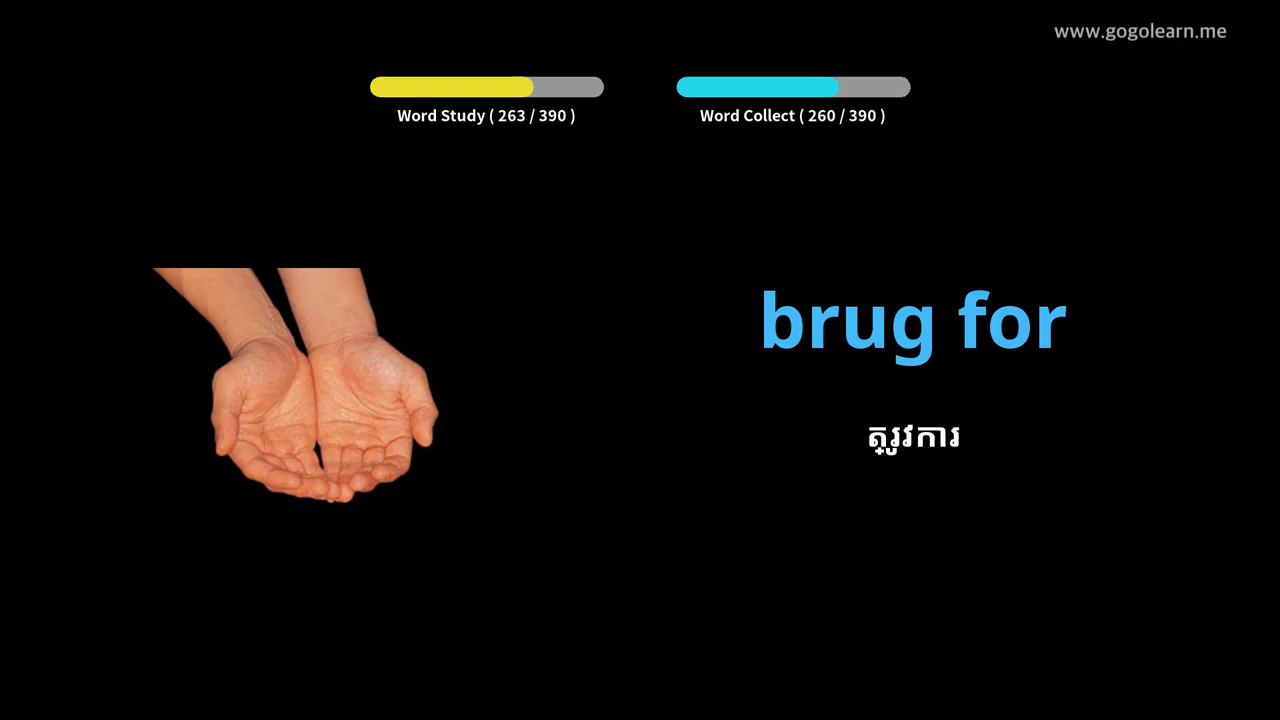 www.gogolearn.me
Word Study ( 263 / 390 )
Word Collect ( 260 / 390 )
brug for
ត្រូវការ